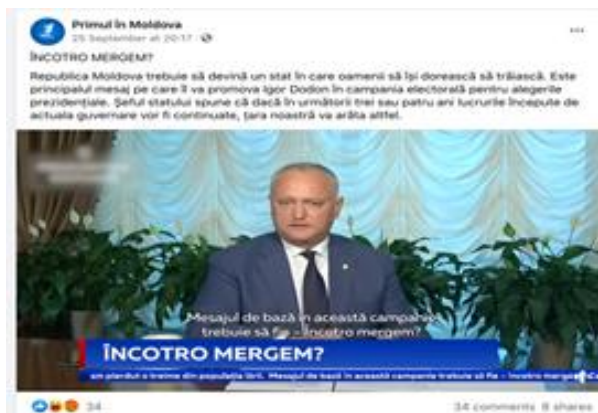 Primul în Moldova
25 September at 20:17
ÎNCOTRO MERGEM?
Republica Moldova trebuie să devină un stat în care oamenii să își dorească să trăiască. Este
principalul mesaj pe care îl va promova Igor Dodon în campania electorală pentru alegerile
prezidențiale. Șeful statului spune că dacă în următorii trei sau patru ani lucrurile începute de
actuala guvernare vor fi continuate, țara noastră va arăta altfel.
Mesajul de bază în această campanie
trebuie să fie – încotro mergem?
ÎNCOTRO MERGEM?
am pierdut o treime din populația țării. Mesajul de bază în această campanie trebuie să fie – încotro mergem
34
34 comments 8 shares